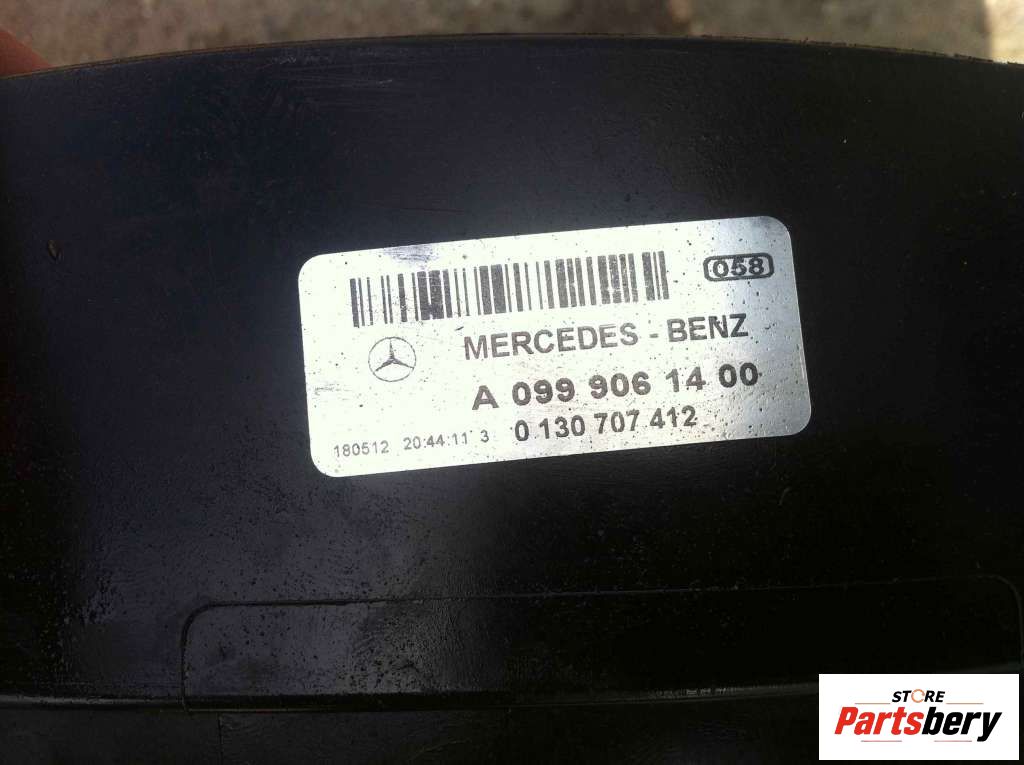 058
MERCEDES - BENZ
A 099 906 14 00
180512 20:44:11 3 0 130 707 412
STORE
Partsbery